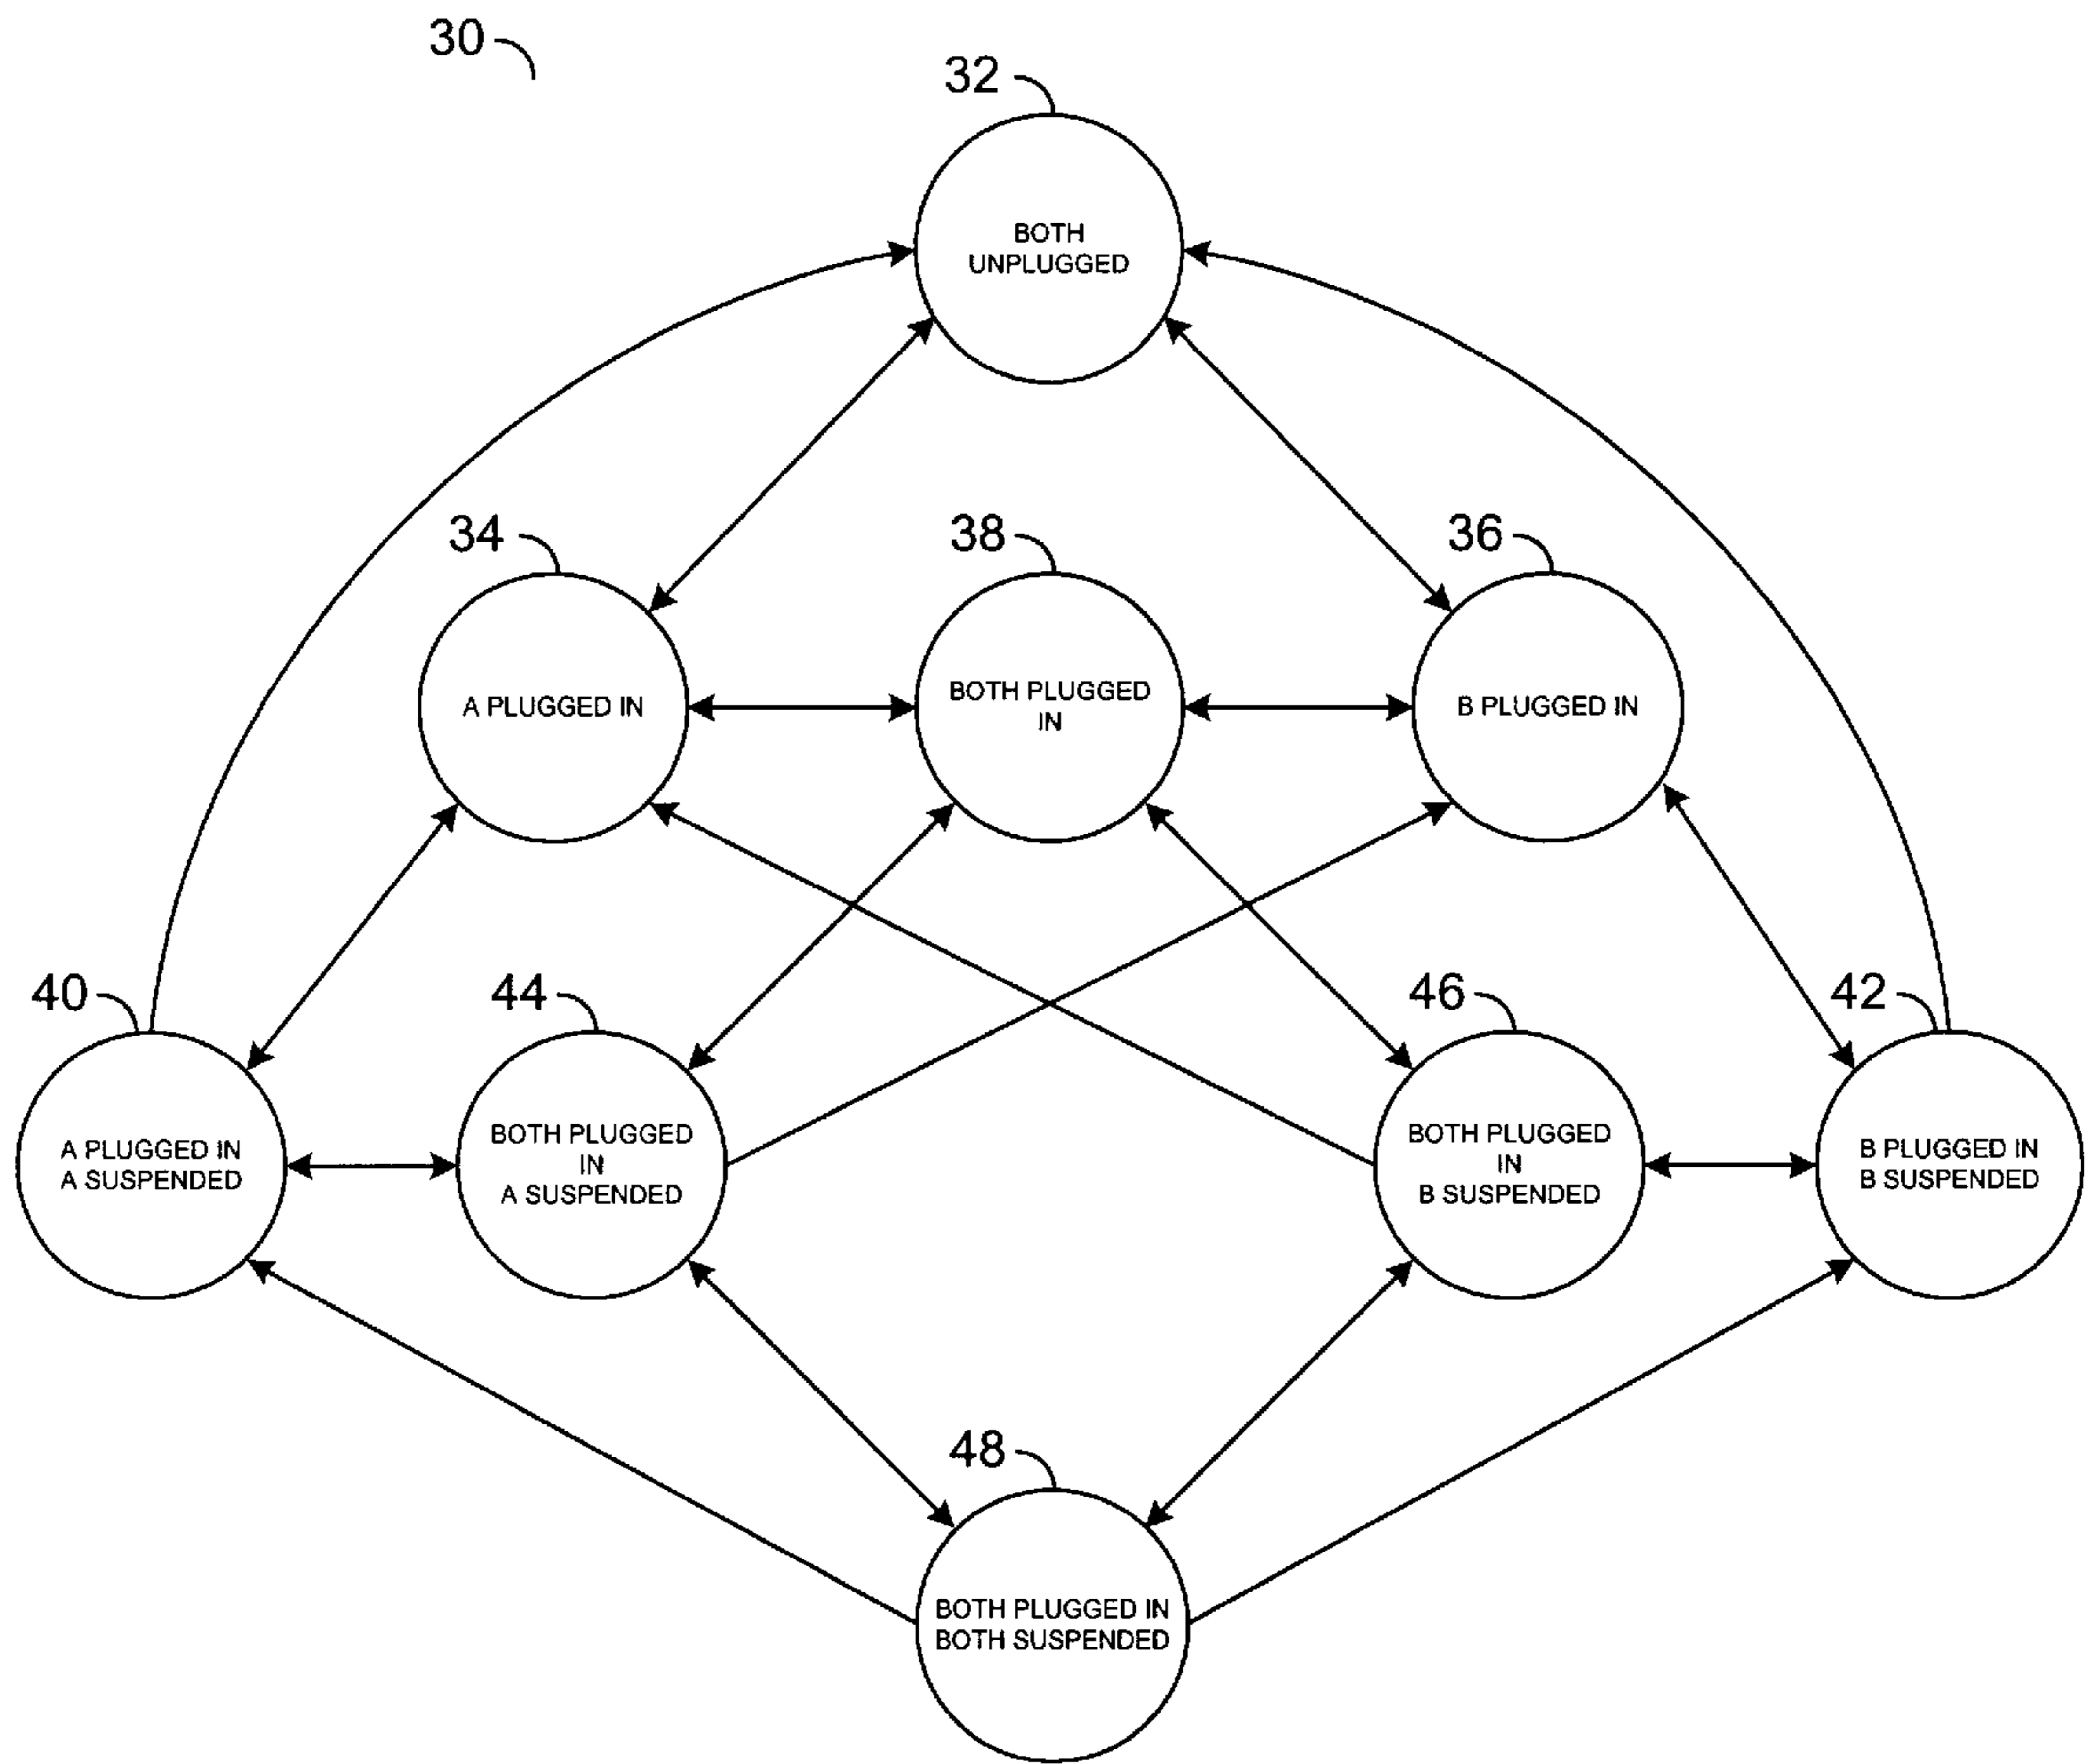 30
32
BOTH
UNPLUGGED
34
38
36
A PLUGGED IN
BOTH PLUGGED
IN
B PLUGGED IN
40
44
46
42
A PLUGGED IN
A SUSPENDED
BOTH PLUGGED
IN
A SUSPENDED
BOTH PLUGGED
IN
B SUSPENDED
B PLUGGED IN
B SUSPENDED
48
BOTH PLUGGED IN
BOTH SUSPENDED